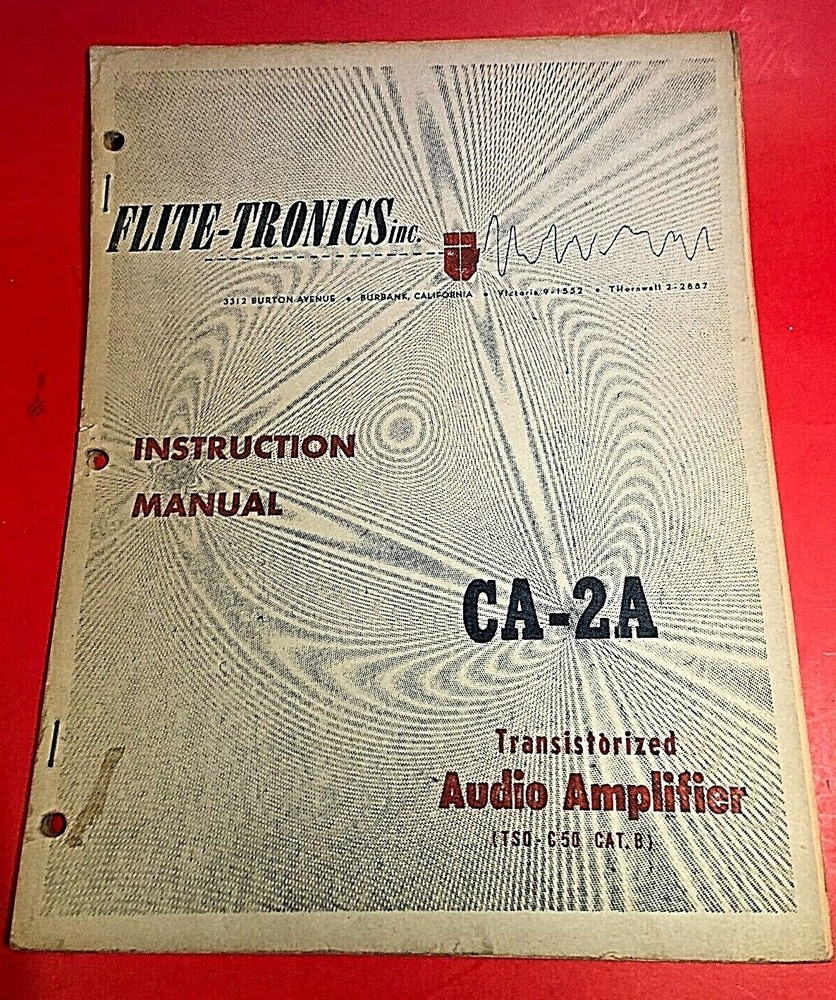 FLITE-TRONICS inc.
3312 BURTON AVENUE • BURBANK, CALIFORNIA • VIctoria 9-1552 • THornwall 2-2887
INSTRUCTION
MANUAL
CA-2A
Transistorized
Audio Amplifier
(TSO-C50 CAT. B)